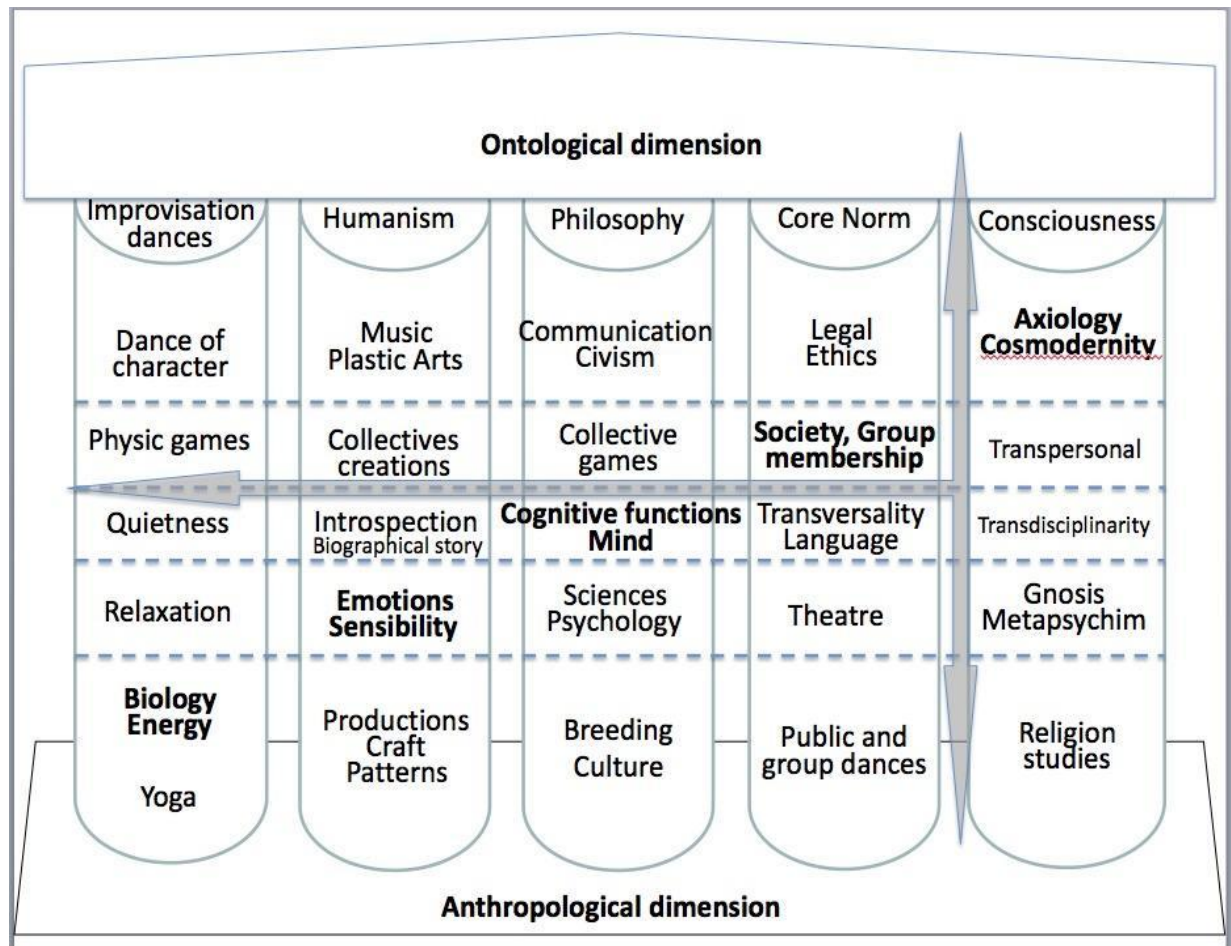 Ontological dimension
Improvisation
dances
Humanism
Philosophy
Core Norm
Consciousness
Dance of
character
Music
Plastic Arts
Communication
Civism
Legal
Ethics
Axiology
Cosmodernity
Physic games
Collectives
creations
Collective
games
Society, Group
membership
Transpersonal
Quietness
Introspection
Biographical story
Cognitive functions
Mind
Transversality
Language
Transdisciplinarity
Relaxation
Emotions
Sensibility
Sciences
Psychology
Theatre
Gnosis
Metapsychim
Biology
Energy
Yoga
Productions
Craft
Patterns
Breeding
Culture
Public and
group dances
Religion
studies
Anthropological dimension